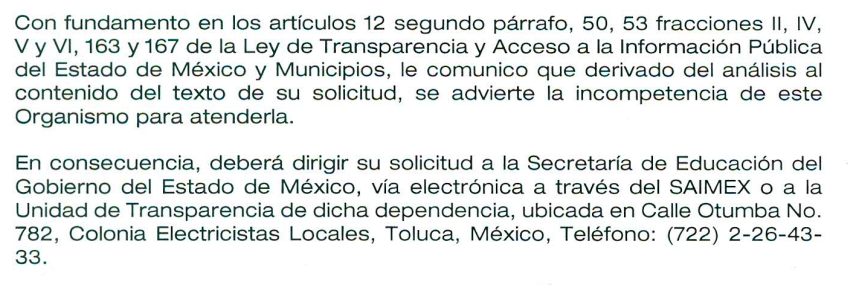 Con fundamento en los artículos 12 segundo párrafo, 50, 53 fracciones II, IV,
V y VI, 163 y 167 de la Ley de Transparencia y Acceso a la Información Pública
del Estado de México y Municipios, le comunico que derivado del análisis al
contenido del texto de su solicitud, se advierte la incompetencia de este
Organismo para atenderla.
En consecuencia, deberá dirigir su solicitud a la Secretaría de Educación del
Gobierno del Estado de México, vía electrónica a través del SAIMEX o a la
Unidad de Transparencia de dicha dependencia, ubicada en Calle Otumba No.
782, Colonia Electricistas Locales, Toluca, México, Teléfono: (722) 2-26-43-
33.